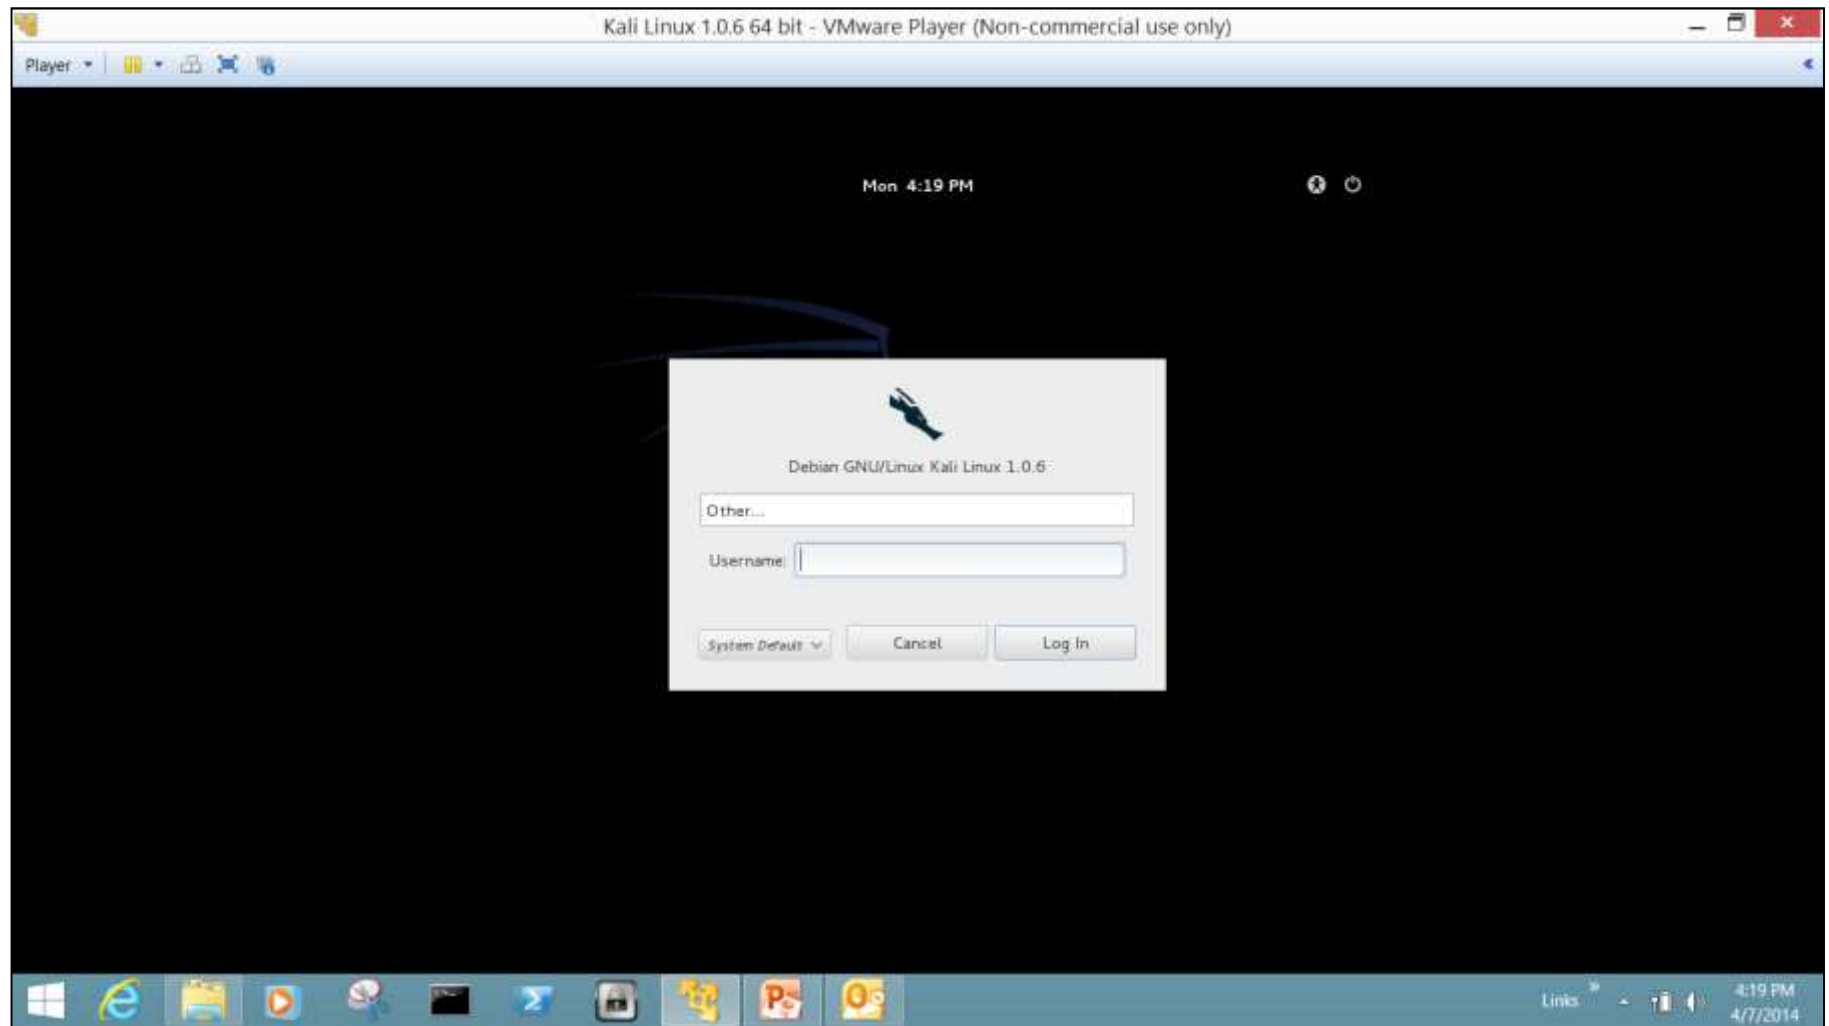 Kali Linux 1.0.6 64 bit - VMware Player (Non-commercial use only)
Player
Mon 4:19 PM
Debian GNU/Linux Kali Linux 1.0.6
Other...
Username:
System Default
Cancel
Log In
Links
4:19 PM
4/7/2014